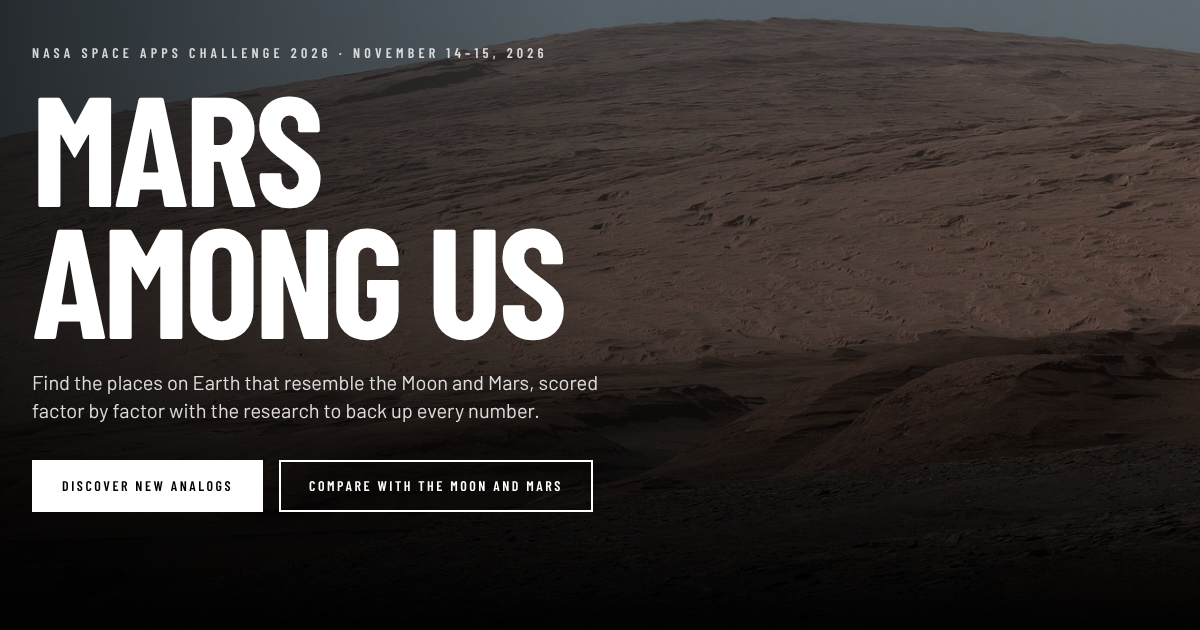 NASA SPACE APPS CHALLENGE 2026 · NOVEMBER 14–15, 2026
MARS
AMONG US
Find the places on Earth that resemble the Moon and Mars, scored
factor by factor with the research to back up every number.
DISCOVER NEW ANALOGS
COMPARE WITH THE MOON AND MARS